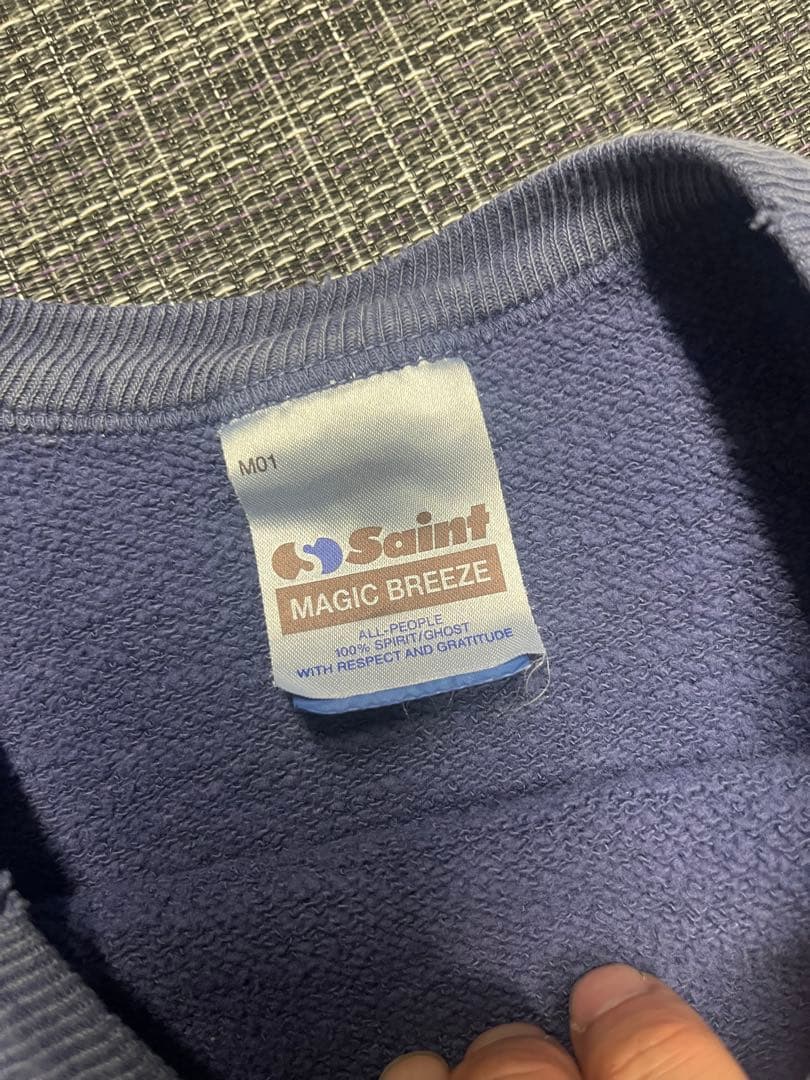 M01
S Saint
MAGIC BREEZE
ALL-PEOPLE
100% SPIRIT/GHOST
WITH RESPECT AND GRATITUDE